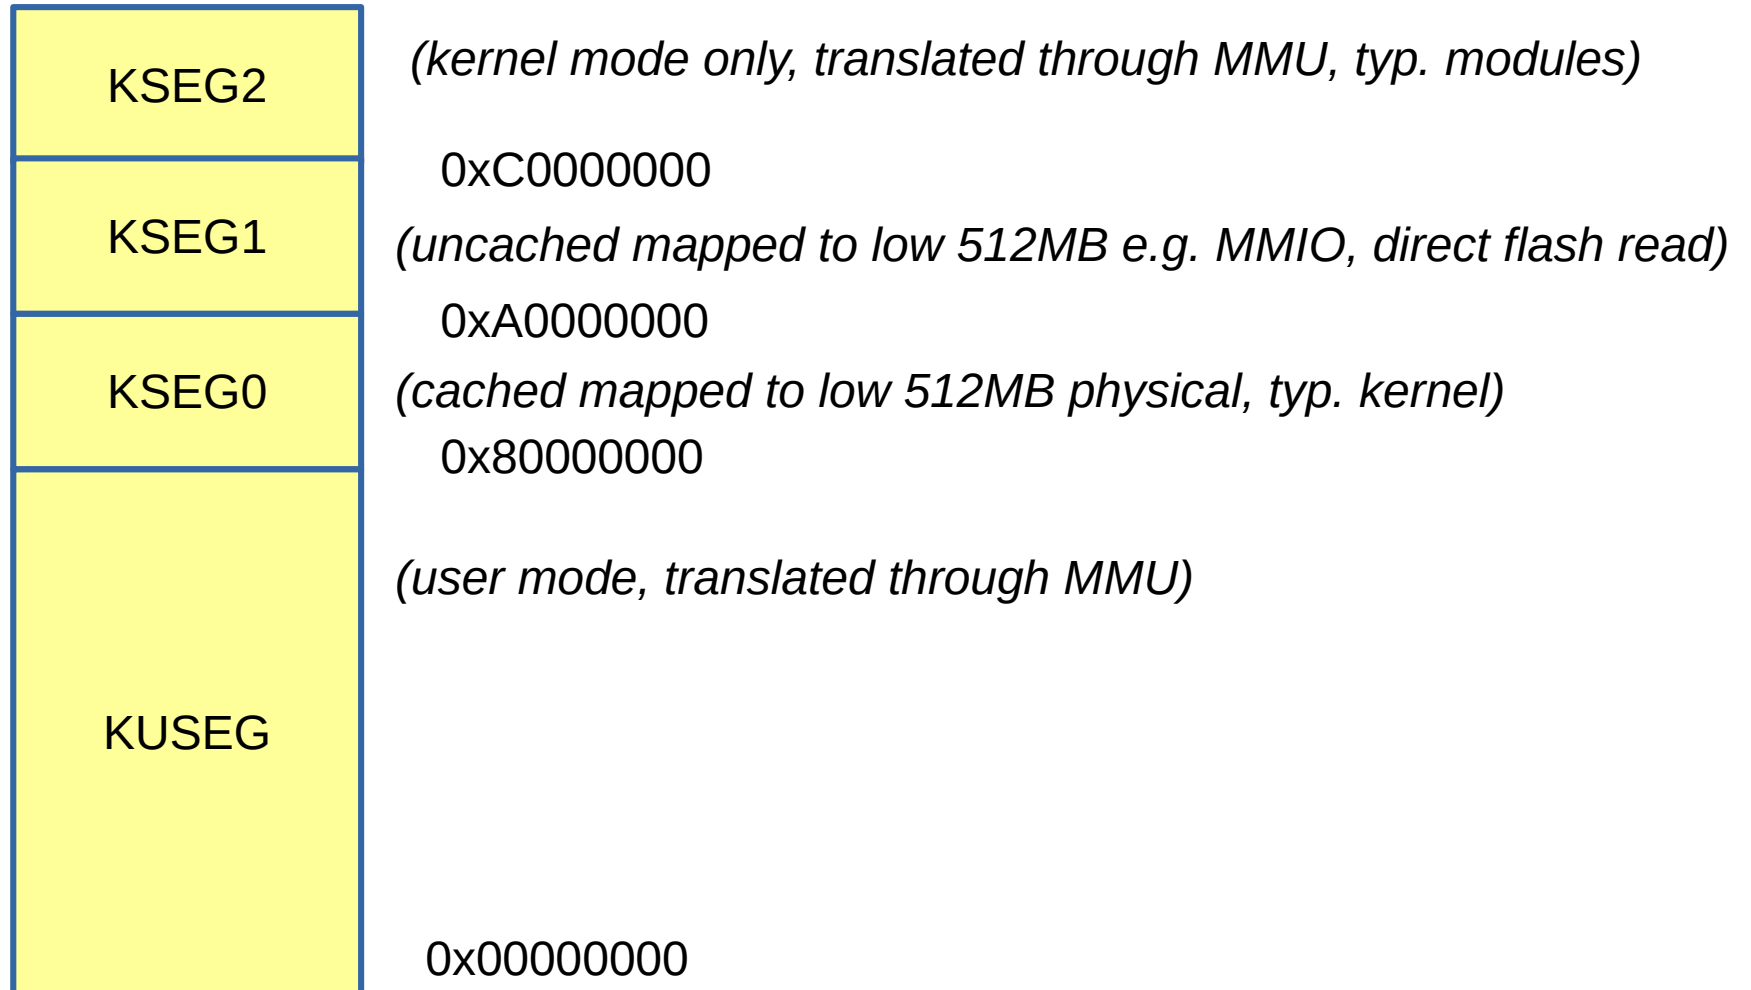 KSEG2
(kernel mode only, translated through MMU, typ. modules)
0xC0000000
KSEG1
(uncached mapped to low 512MB e.g. MMIO, direct flash read)
0xA0000000
KSEG0
(cached mapped to low 512MB physical, typ. kernel)
0x80000000
(user mode, translated through MMU)
KUSEG
0x00000000